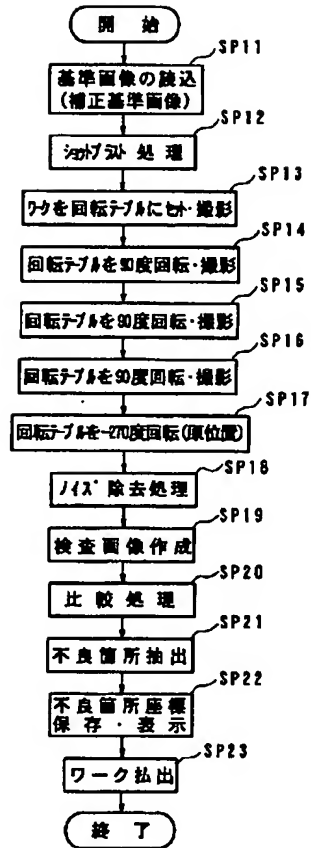 開始
SP11
基準画像の読込
(補正基準画像)
SP12
ショットブラスト処理
SP13
ワークを回転テーブルにセット・撮影
SP14
回転テーブルを90度回転・撮影
SP15
回転テーブルを90度回転・撮影
SP16
回転テーブルを90度回転・撮影
SP17
回転テーブルを-270度回転(原位置)
SP18
ノイズ除去処理
SP19
検査画像作成
SP20
比較処理
SP21
不良箇所抽出
SP22
不良箇所座標
保存・表示
SP23
ワーク払出
終了